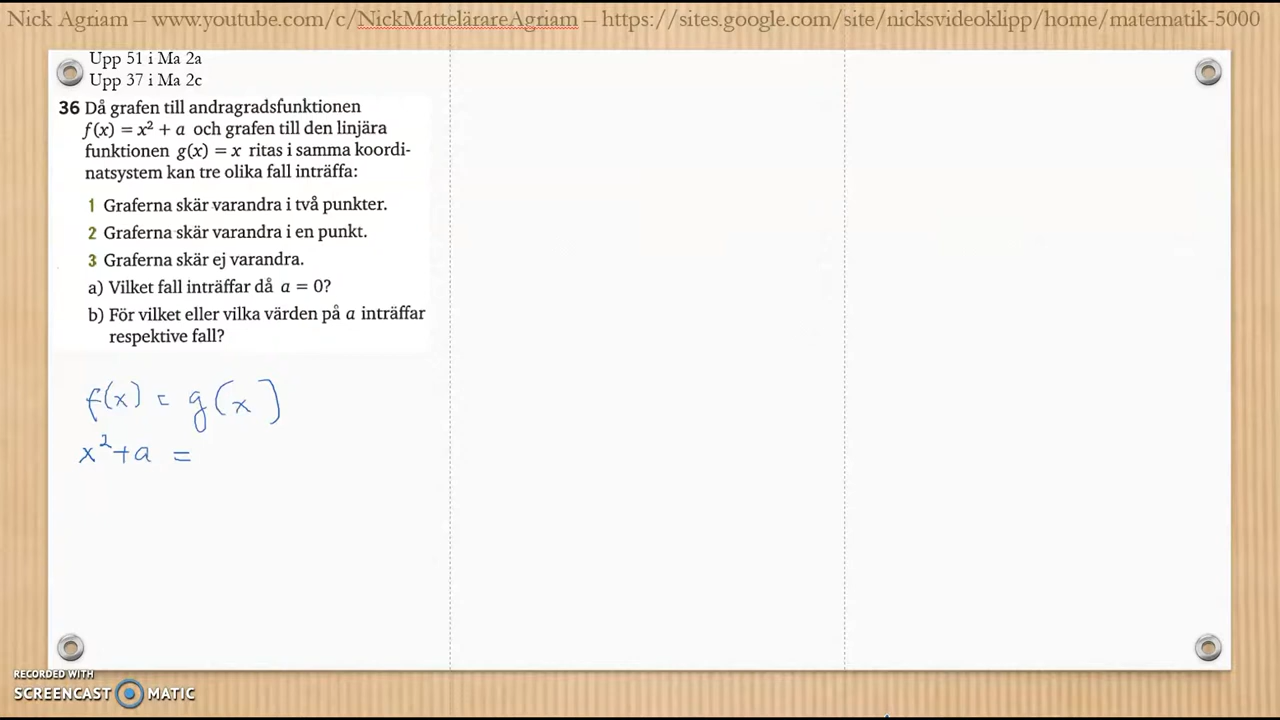 Nick Agriam – www.youtube.com/c/NickMattelärareAgriam – https://sites.google.com/site/nicksvideoklipp/home/matematik-5000
Upp 51 i Ma 2a
Upp 37 i Ma 2c
36 Då grafen till andragradsfunktionen
f(x) = x² + a och grafen till den linjära
funktionen g(x) = x ritas i samma koordi-
natsystem kan tre olika fall inträffa:
1 Graferna skär varandra i två punkter.
2 Graferna skär varandra i en punkt.
3 Graferna skär ej varandra.
a) Vilket fall inträffar då a = 0?
b) För vilket eller vilka värden på a inträffar
respektive fall?
f(x) = g(x)
x² + a =
RECORDED WITH
SCREENCAST MATIC